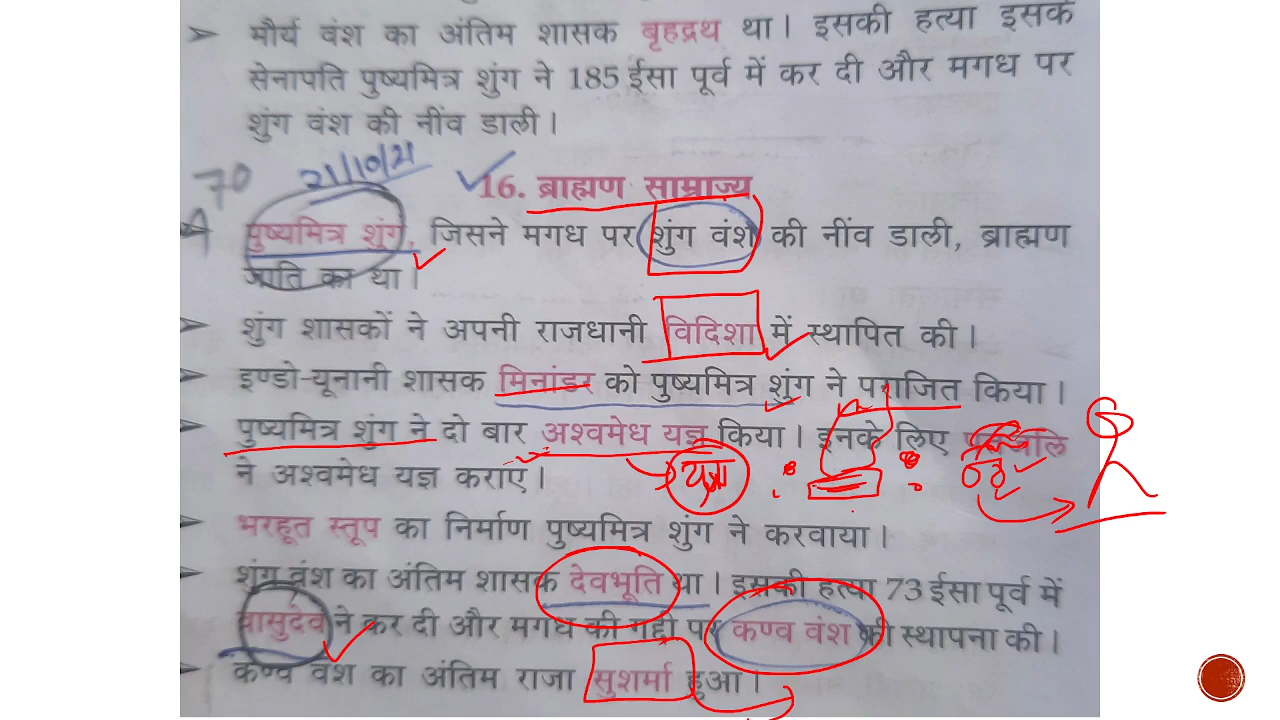 मौर्य वंश का अंतिम शासक बृहद्रथ था। इसकी हत्या इसके
सेनापति पुष्यमित्र शुंग ने 185 ईसा पूर्व में कर दी और मगध पर
शुंग वंश की नींव डाली।
70 21/10/21
16. ब्राह्मण साम्राज्य
पुष्यमित्र शुंग, जिसने मगध पर शुंग वंश की नींव डाली, ब्राह्मण
जाति का था।
शुंग शासकों ने अपनी राजधानी विदिशा में स्थापित की।
इण्डो-यूनानी शासक मिनांडर को पुष्यमित्र शुंग ने पराजित किया।
पुष्यमित्र शुंग ने दो बार अश्वमेध यज्ञ किया। इनके लिए पतंजलि
ने अश्वमेध यज्ञ कराए।
यज्ञ
भरहूत स्तूप का निर्माण पुष्यमित्र शुंग ने करवाया।
शुंग वंश का अंतिम शासक देवभूति था। इसकी हत्या 73 ईसा पूर्व में
वासुदेव ने कर दी और मगध की गद्दी पर कण्व वंश की स्थापना की।
कण्व वंश का अंतिम राजा सुशर्मा हुआ।